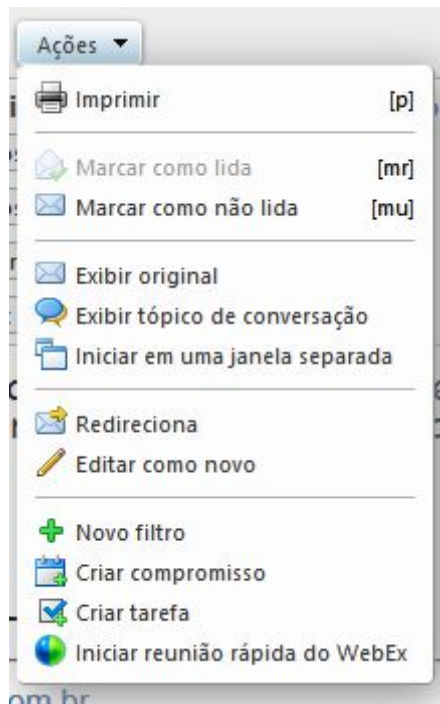 Ações
Imprimir [p]
Marcar como lida [mr]
Marcar como não lida [mu]
Exibir original
Exibir tópico de conversação
Iniciar em uma janela separada
Redireciona
Editar como novo
Novo filtro
Criar compromisso
Criar tarefa
Iniciar reunião rápida do WebEx
om.br